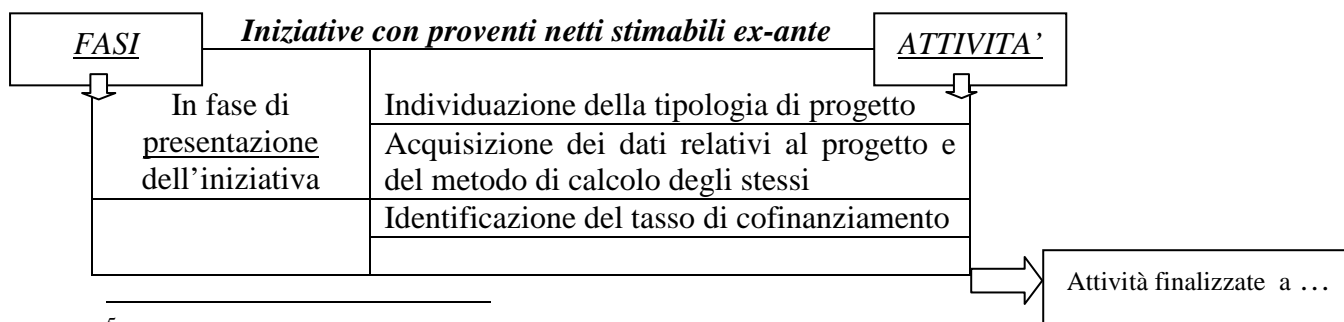 Iniziative con proventi netti stimabili ex-ante
FASI
ATTIVITA’
In fase di
presentazione
dell’iniziativa
Individuazione della tipologia di progetto
Acquisizione dei dati relativi al progetto e
del metodo di calcolo degli stessi
Identificazione del tasso di cofinanziamento
Attività finalizzate a …
5